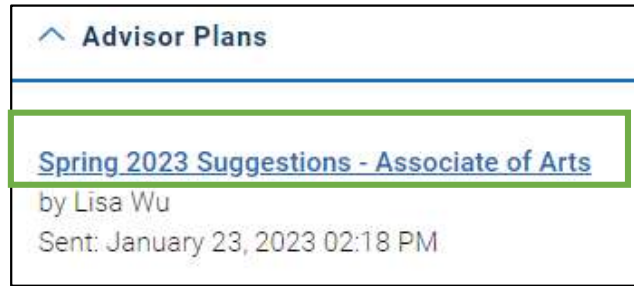 Advisor Plans
Spring 2023 Suggestions - Associate of Arts
by Lisa Wu
Sent: January 23, 2023 02:18 PM